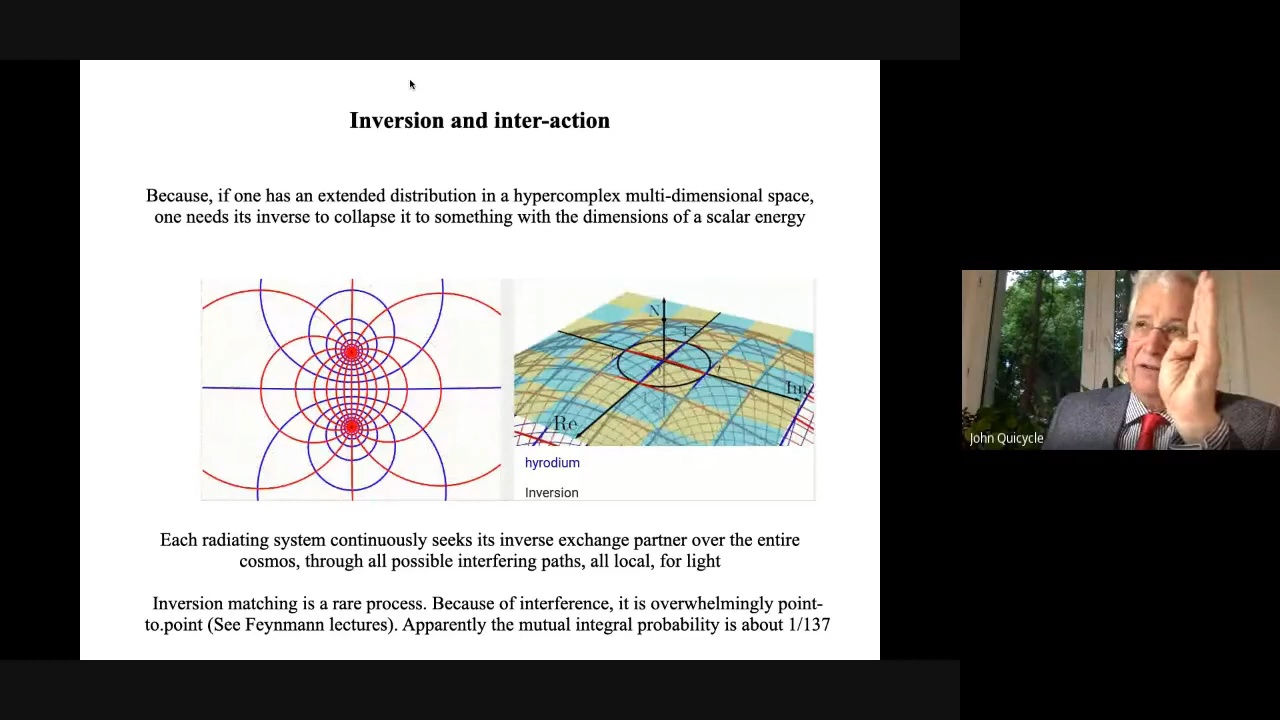 Inversion and inter-action
Because, if one has an extended distribution in a hypercomplex multi-dimensional space,
one needs its inverse to collapse it to something with the dimensions of a scalar energy
N
Im
Re
hyrodium
Inversion
Each radiating system continuously seeks its inverse exchange partner over the entire
cosmos, through all possible interfering paths, all local, for light
Inversion matching is a rare process. Because of interference, it is overwhelmingly point-
to.point (See Feynmann lectures). Apparently the mutual integral probability is about 1/137
John Quicycle